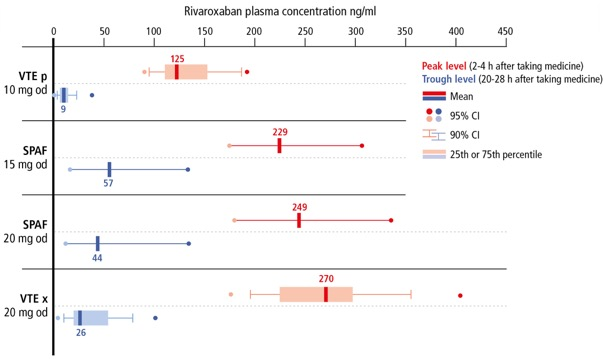 Rivaroxaban plasma concentration ng/ml
0 50 100 150 200 250 300 350 400 450
VTE p
10 mg od
125
9
SPAF
15 mg od
229
57
SPAF
20 mg od
249
44
VTE x
20 mg od
270
26
Peak level (2-4 h after taking medicine)
Trough level (20-28 h after taking medicine)
Mean
95% CI
90% CI
25th or 75th percentile